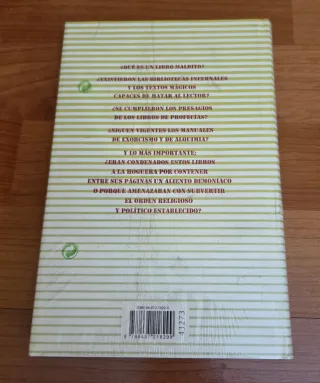 ¿QUÉ ES UN LIBRO MALDITO?
¿EXISTIERON LAS BIBLIOTECAS INFERNALES
Y LOS TEXTOS MÁGICOS
CAPACES DE MATAR AL LECTOR?
¿SE CUMPLIERON LOS PRESAGIOS
DE LOS LIBROS DE PROFECÍAS?
¿SIGUEN VIGENTES LOS MANUALES
DE EXORCISMO Y DE ALQUIMIA?
Y LO MÁS IMPORTANTE:
¿ERAN CONDENADOS ESTOS LIBROS
A LA HOGUERA POR CONTENER
ENTRE SUS PÁGINAS UN ALIENTO DEMONÍACO
O PORQUE AMENAZABAN CON SUBVERTIR
EL ORDEN RELIGIOSO
Y POLÍTICO ESTABLECIDO?
41273